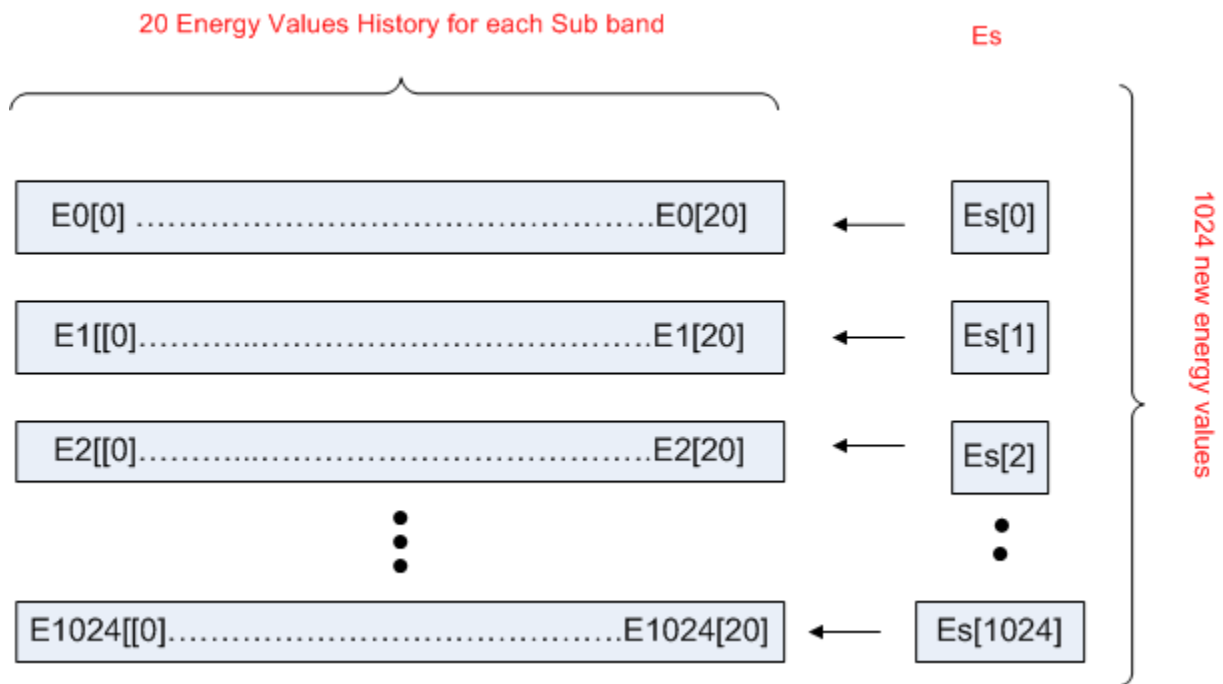 20 Energy Values History for each Sub band
Es
E0[0] ……………………………………………….E0[20]
Es[0]
E1[[0]………...…………………………………….E1[20]
Es[1]
E2[[0]………...…………………………………….E2[20]
Es[2]
E1024[[0]…………………………………………….E1024[20]
Es[1024]
1024 new energy values